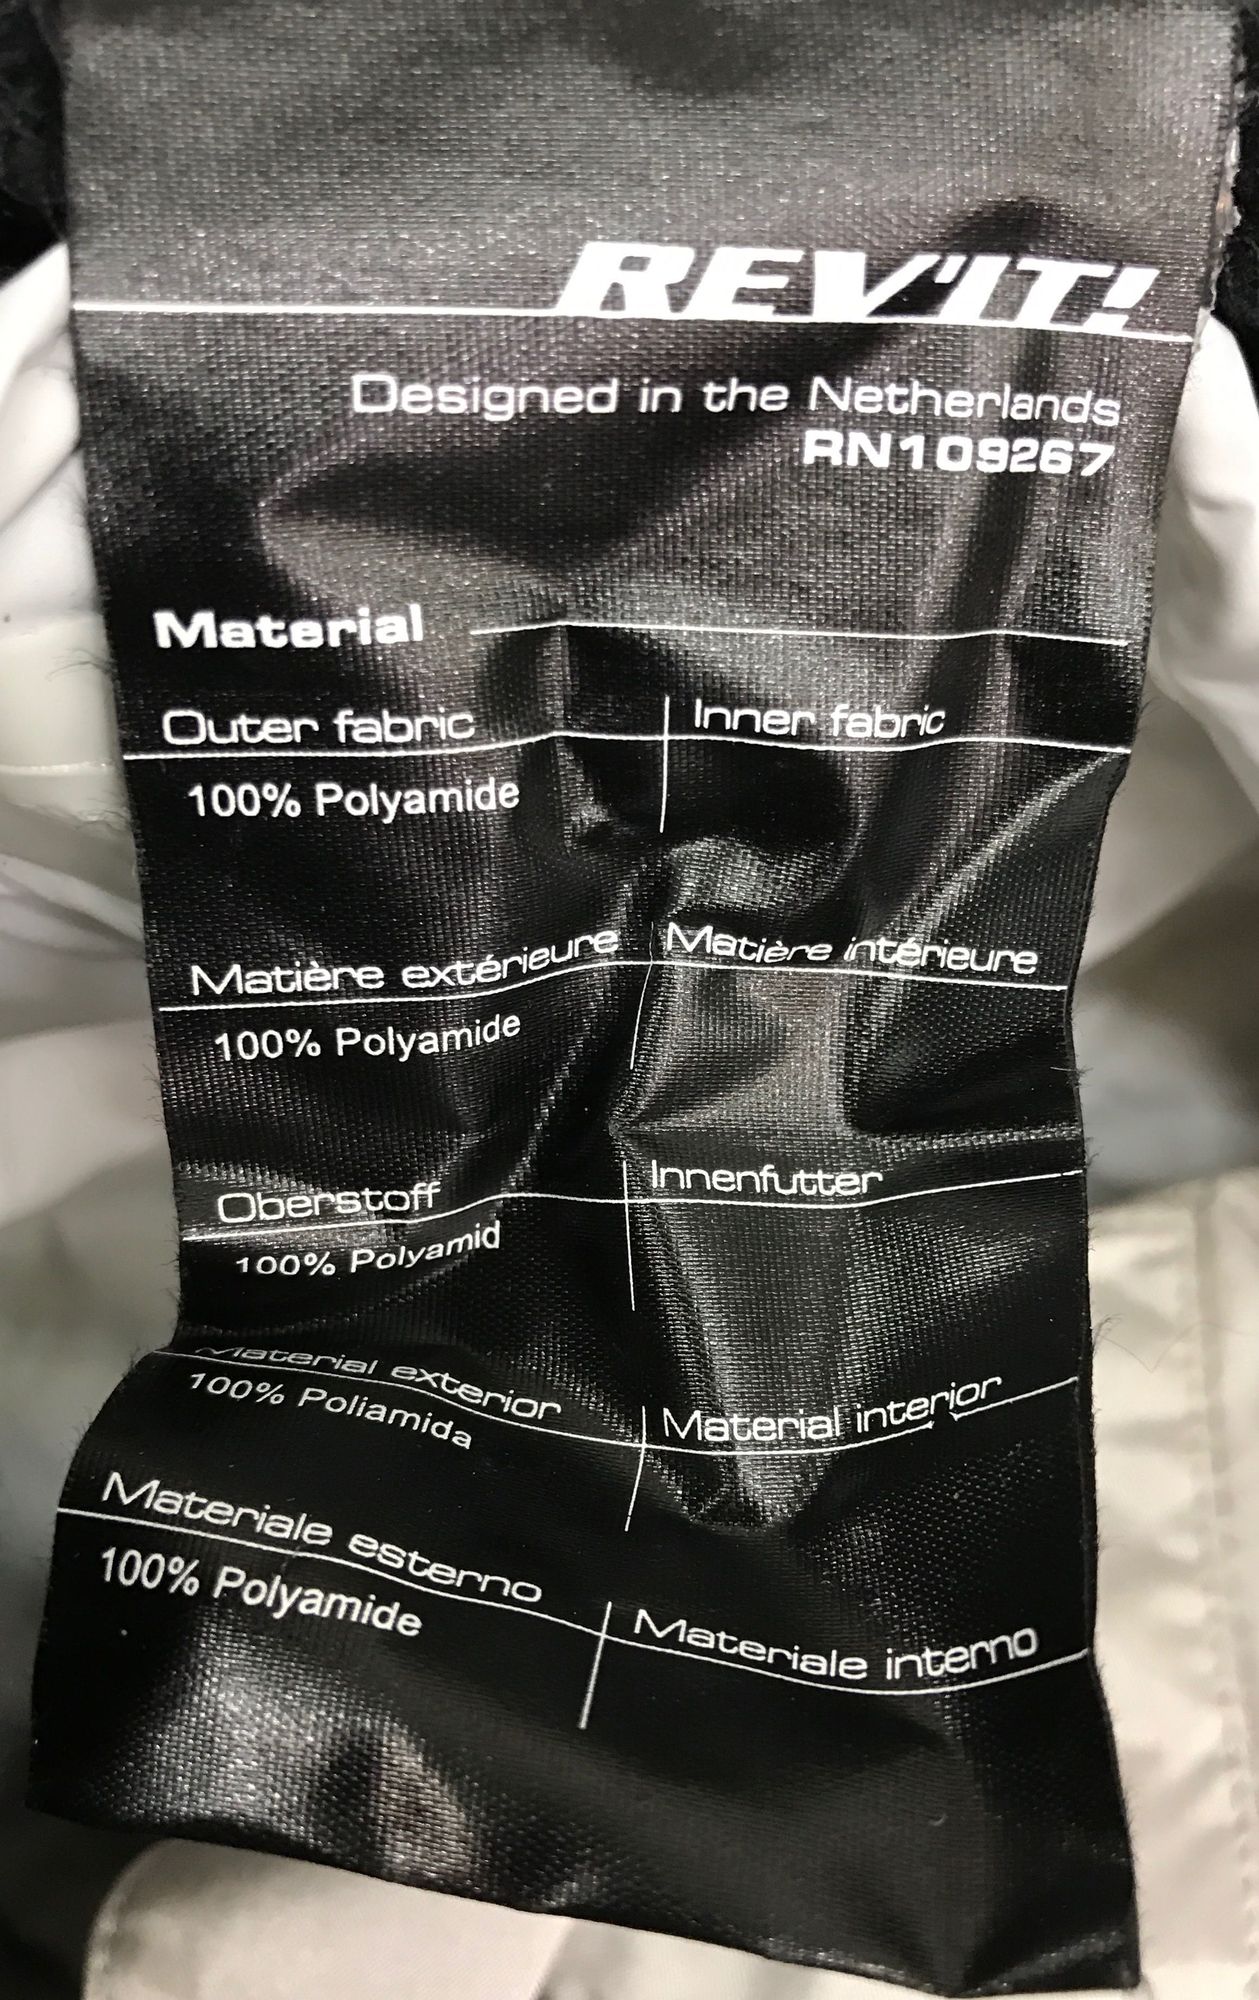 REV'IT!
Designed in the Netherlands
RN109267
Material
Outer fabric Inner fabric
100% Polyamide
Matière extérieure Matière intérieure
100% Polyamide
Oberstoff Innenfutter
100% Polyamid
Material exterior Material interior
100% Poliamida
Materiale esterno Materiale interno
100% Polyamide